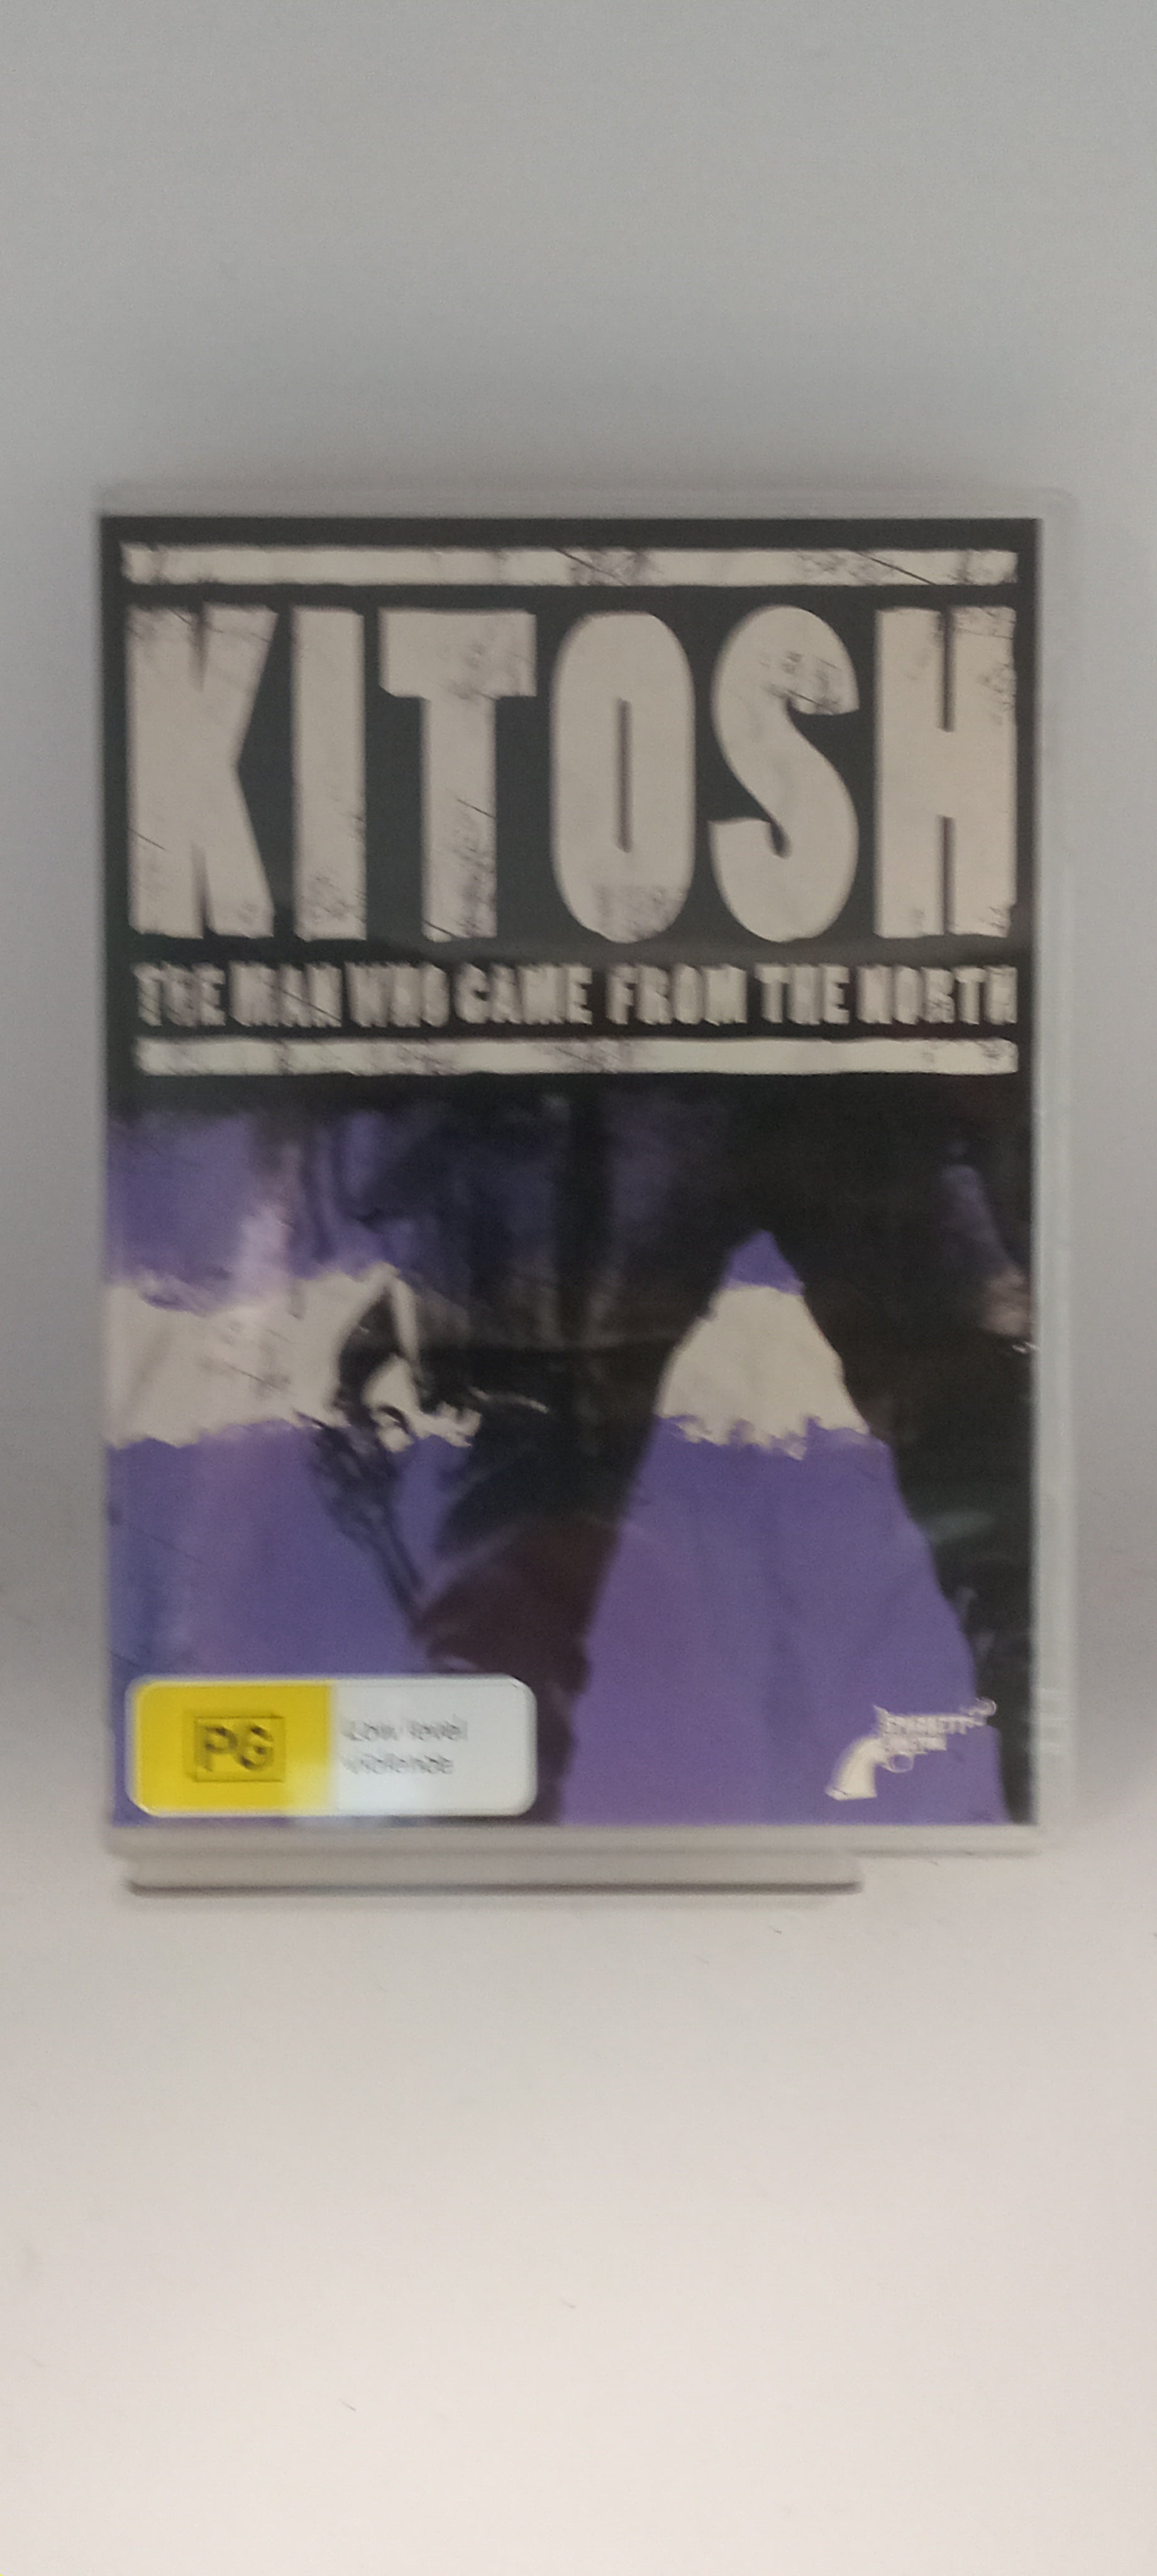 KITOSH
THE MAN WHO CAME FROM THE NORTH
PG
Low level
violence